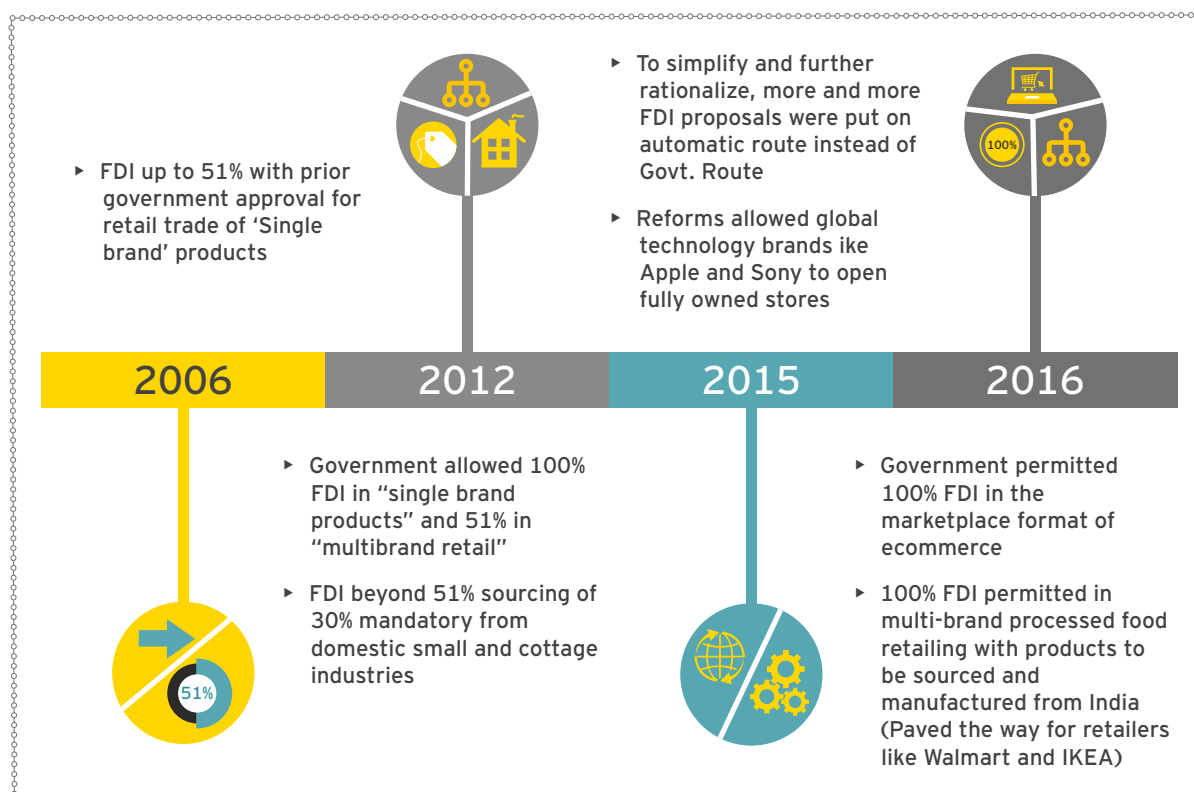 ▸ FDI up to 51% with prior
government approval for
retail trade of ‘Single
brand’ products
▸ To simplify and further
rationalize, more and more
FDI proposals were put on
automatic route instead of
Govt. Route
▸ Reforms allowed global
technology brands ike
Apple and Sony to open
fully owned stores
100%
2006
2012
2015
2016
51%
▸ Government allowed 100%
FDI in “single brand
products” and 51% in
“multibrand retail”
▸ FDI beyond 51% sourcing of
30% mandatory from
domestic small and cottage
industries
▸ Government permitted
100% FDI in the
marketplace format of
ecommerce
▸ 100% FDI permitted in
multi-brand processed food
retailing with products to
be sourced and
manufactured from India
(Paved the way for retailers
like Walmart and IKEA)